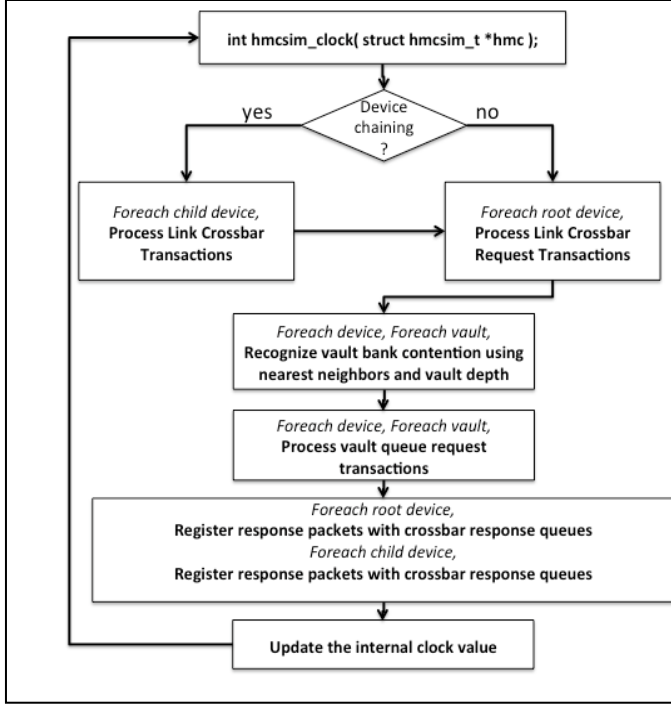 int hmcsim_clock( struct hmcsim_t *hmc );
Device
chaining
?
yes
no
Foreach child device,
Process Link Crossbar
Transactions
Foreach root device,
Process Link Crossbar
Request Transactions
Foreach device, Foreach vault,
Recognize vault bank contention using
nearest neighbors and vault depth
Foreach device, Foreach vault,
Process vault queue request
transactions
Foreach root device,
Register response packets with crossbar response queues
Foreach child device,
Register response packets with crossbar response queues
Update the internal clock value